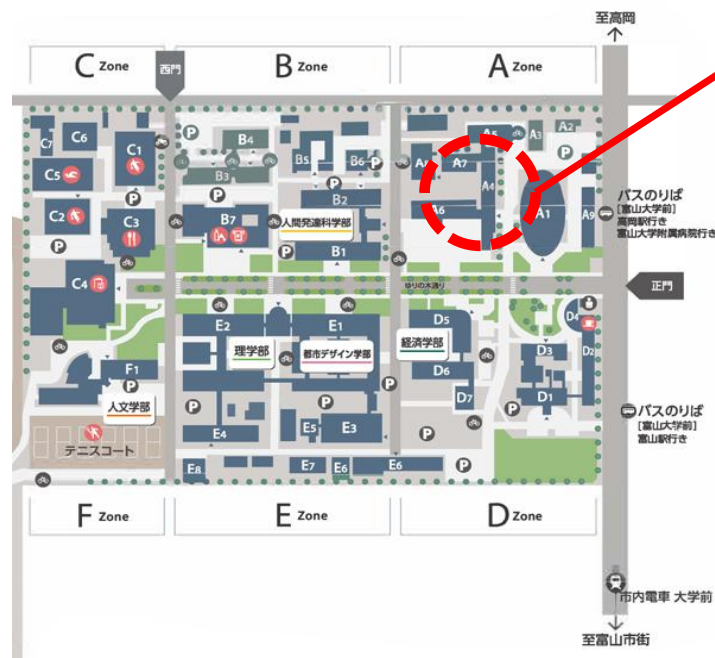 至高岡
C Zone
西門
B Zone
A Zone
C7
C6
C1
P
B4
A5
A3
A2
C5
B3
B5
B6
P
A8
A7
P
P
P
B2
A4
C2
C3
B7
人間発達科学部
A6
A1
A9
バスのりば
[富山大学前]
高岡駅行き
富山大学附属病院行き
P
P
B1
C4
ゆりの木通り
正門
E2
E1
D5
D4
理学部
都市デザイン学部
経済学部
D3
D2
F1
D6
P
P
P
D7
D1
人文学部
P
バスのりば
[富山大学前]
富山駅行き
E4
E5
E3
P
テニスコート
E8
E7
E6
E6
P
F Zone
E Zone
D Zone
市内電車 大学前
至富山市街